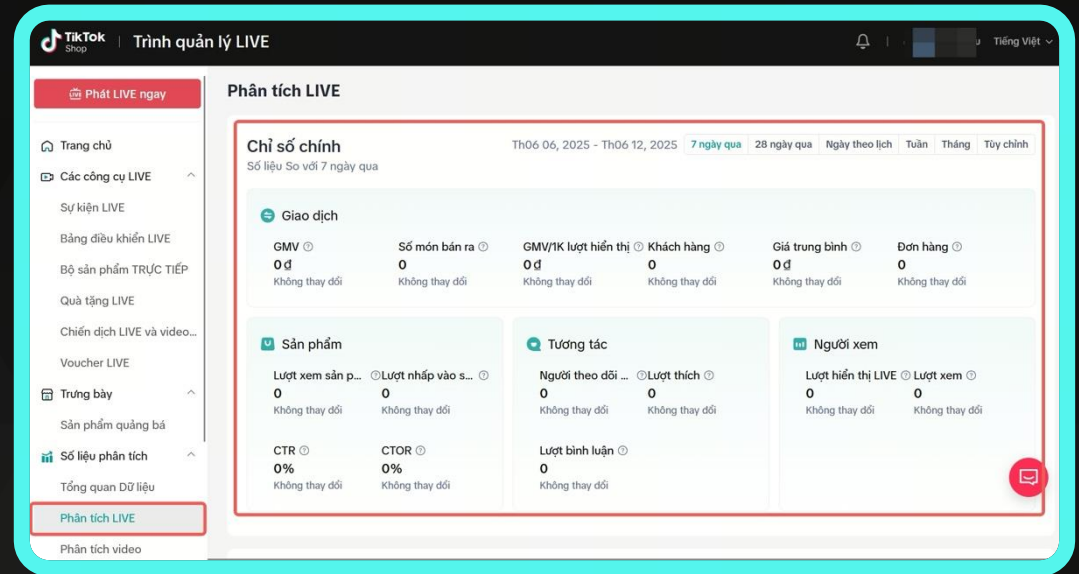 TikTok
Shop
Trình quản lý LIVE
Tiếng Việt
Phát LIVE ngay
Trang chủ
Các công cụ LIVE
Sự kiện LIVE
Bảng điều khiển LIVE
Bộ sản phẩm TRỰC TIẾP
Quà tặng LIVE
Chiến dịch LIVE và video...
Voucher LIVE
Trưng bày
Sản phẩm quảng bá
Số liệu phân tích
Tổng quan Dữ liệu
Phân tích LIVE
Phân tích video
Phân tích LIVE
Chỉ số chính
Th06 06, 2025 - Th06 12, 2025 7 ngày qua 28 ngày qua Ngày theo lịch Tuần Tháng Tùy chỉnh
Số liệu So với 7 ngày qua
Giao dịch
GMV Số món bán ra GMV/1K lượt hiển thị Khách hàng Giá trung bình Đơn hàng
0₫ 0 0₫ 0 0₫ 0
Không thay đổi Không thay đổi Không thay đổi Không thay đổi Không thay đổi Không thay đổi
Sản phẩm
Lượt xem sản p... Lượt nhấp vào s...
0 0
Không thay đổi Không thay đổi
CTR CTOR
0% 0%
Không thay đổi Không thay đổi
Tương tác
Người theo dõi ... Lượt thích
0 0
Không thay đổi Không thay đổi
Lượt bình luận
0
Không thay đổi
Người xem
Lượt hiển thị LIVE Lượt xem
0 0
Không thay đổi Không thay đổi